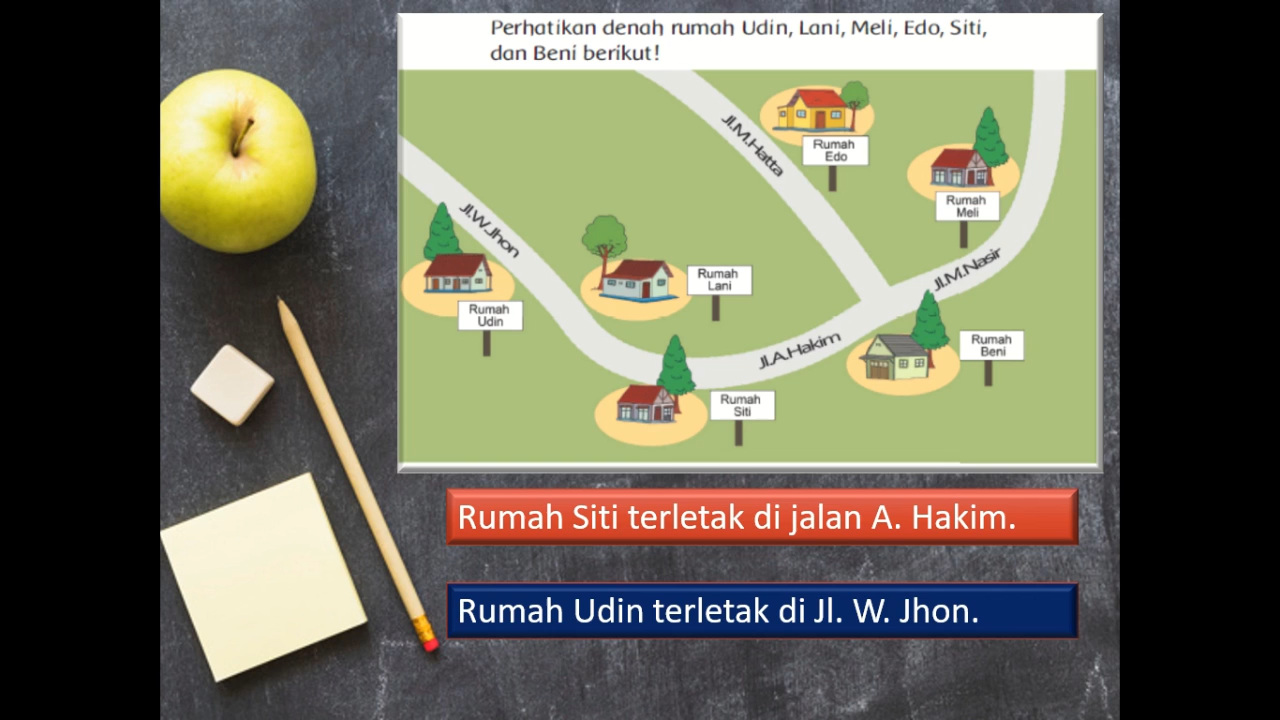 Perhatikan denah rumah Udin, Lani, Meli, Edo, Siti,
dan Beni berikut!
Jl.M.Hatta
Rumah
Edo
Rumah
Meli
Jl.W.Jhon
Rumah
Lani
Jl.M.Nasir
Rumah
Udin
Jl.A.Hakim
Rumah
Beni
Rumah
Siti
Rumah Siti terletak di jalan A. Hakim.
Rumah Udin terletak di Jl. W. Jhon.